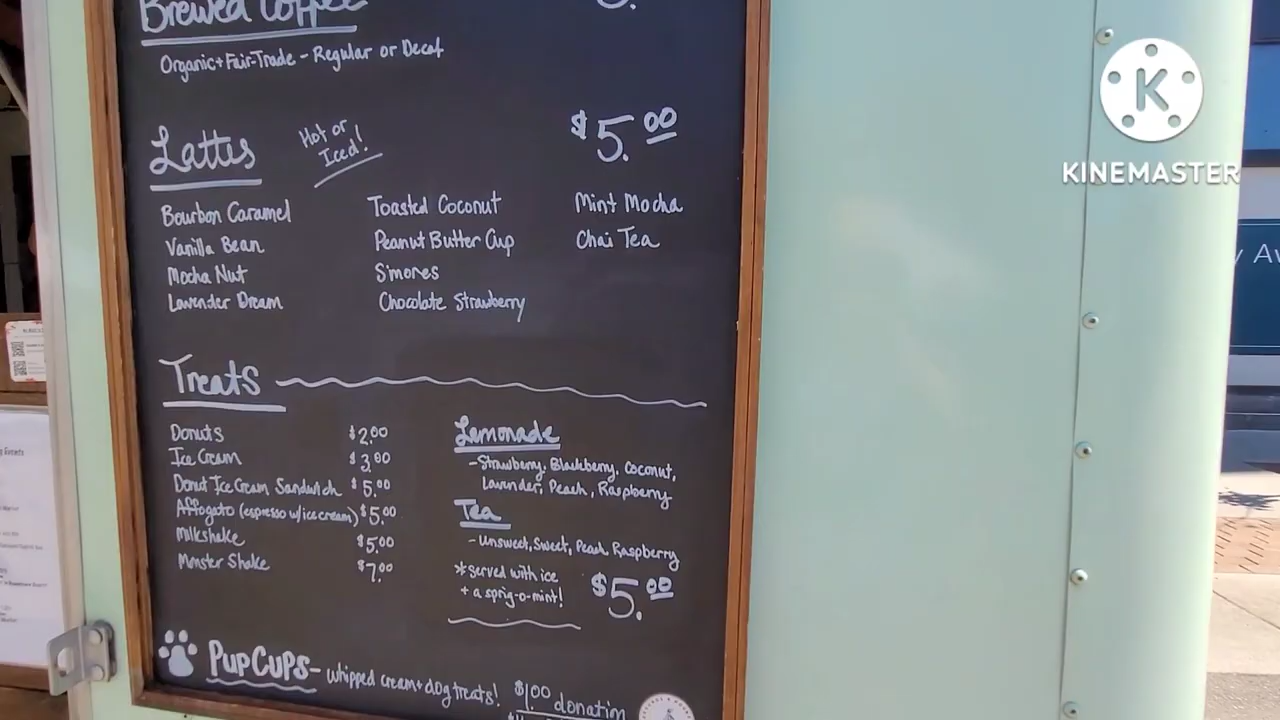 Brewed Coffee
Organic + Fair-Trade - Regular or Decaf
Lattes
Hot or
Iced!
$5.00
Bourbon Caramel
Vanilla Bean
Mocha Nut
Lavender Dream
Toasted Coconut
Peanut Butter Cup
S'mores
Chocolate Strawberry
Mint Mocha
Chai Tea
Treats
Donuts $2.00
Ice Cream $3.00
Donut Ice Cream Sandwich $5.00
Affogato (espresso w/ice cream) $5.00
Milkshake $5.00
Monster Shake $7.00
Lemonade
- Strawberry, Blackberry, Coconut,
Lavender, Peach, Raspberry
Tea
- Unsweet, Sweet, Peach, Raspberry
*served with ice
+ a sprig-o-mint!
$5.00
PupCups - whipped cream + dog treats! $1.00 donation
K
KINEMASTER